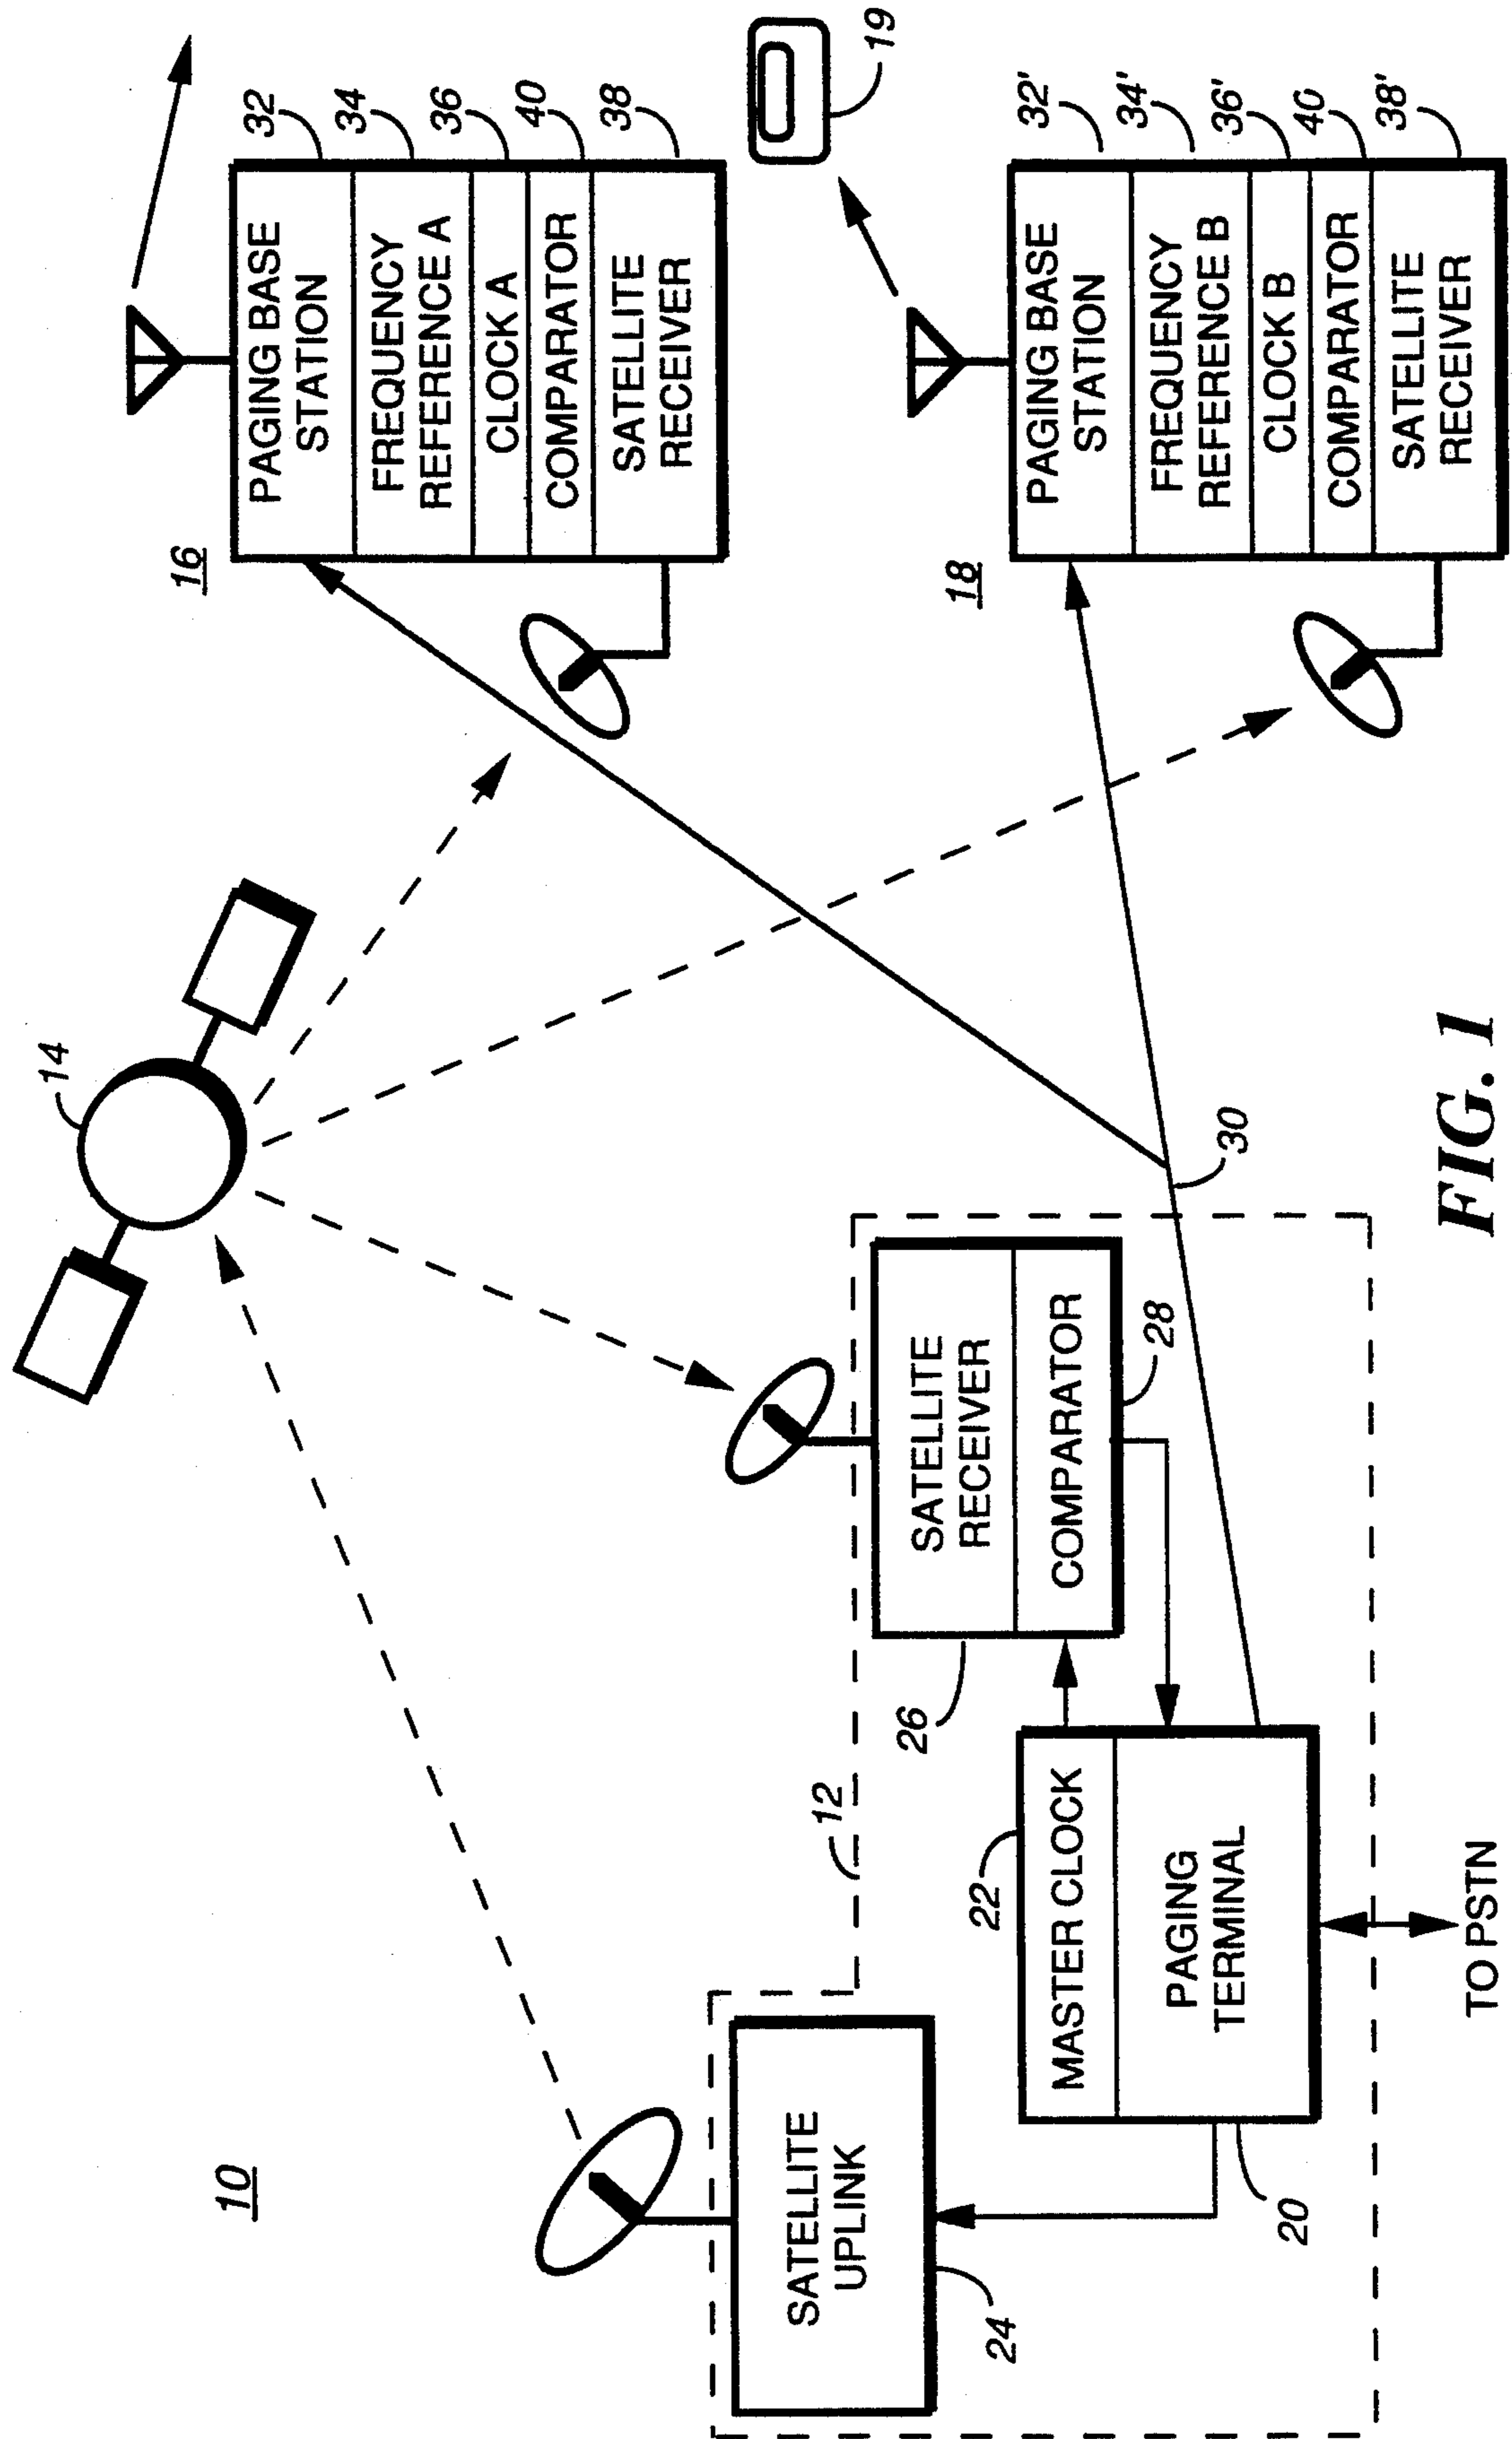 10
14
16
PAGING BASE
STATION
32
FREQUENCY
REFERENCE A
34
CLOCK A
36
COMPARATOR
40
SATELLITE
RECEIVER
38
19
18
PAGING BASE
STATION
32'
FREQUENCY
REFERENCE B
34'
CLOCK B
36'
COMPARATOR
40
SATELLITE
RECEIVER
38'
SATELLITE
UPLINK
24
12
SATELLITE
RECEIVER
26
COMPARATOR
28
22
MASTER CLOCK
PAGING
TERMINAL
20
30
TO PSTN
FIG. 1